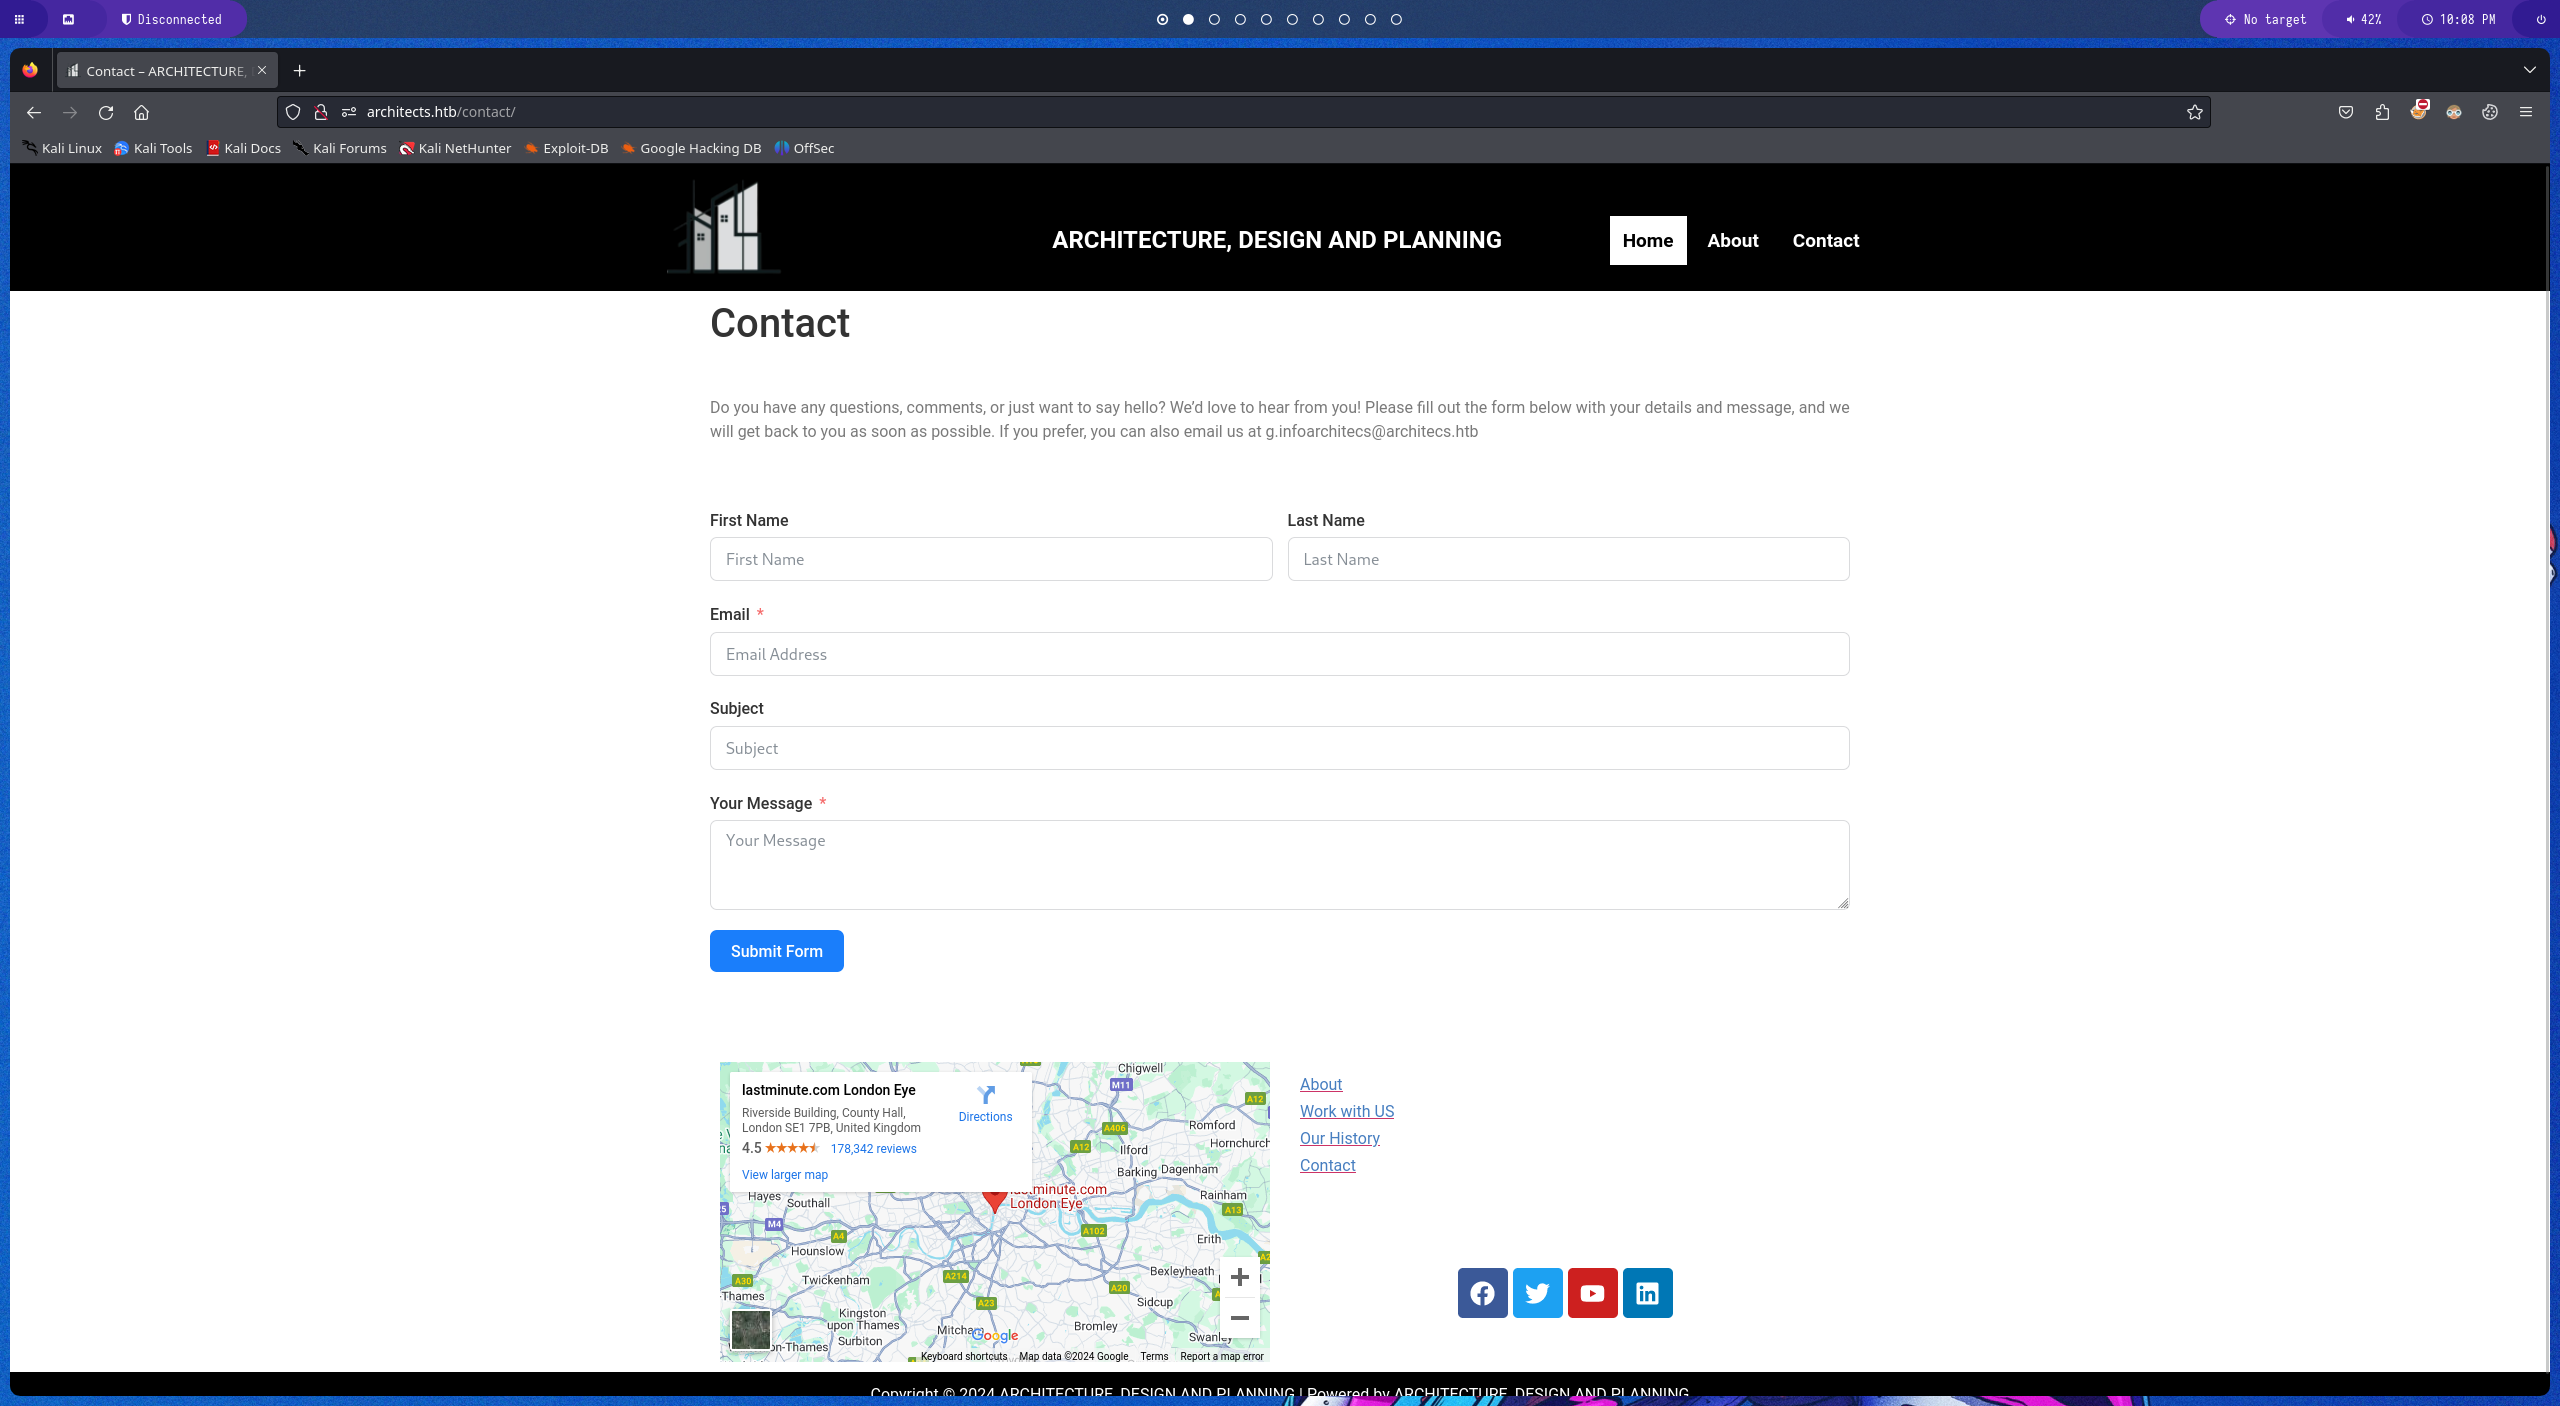 Disconnected
No target
42%
10:08 PM
Contact – ARCHITECTURE,
architects.htb/contact/
Kali Linux
Kali Tools
Kali Docs
Kali Forums
Kali NetHunter
Exploit-DB
Google Hacking DB
OffSec
ARCHITECTURE, DESIGN AND PLANNING
Home
About
Contact
Contact
Do you have any questions, comments, or just want to say hello? We’d love to hear from you! Please fill out the form below with your details and message, and we
will get back to you as soon as possible. If you prefer, you can also email us at g.infoarchitecs@architecs.htb
First Name
Last Name
First Name
Last Name
Email *
Email Address
Subject
Subject
Your Message *
Your Message
Submit Form
lastminute.com London Eye
Riverside Building, County Hall,
London SE1 7PB, United Kingdom
4.5
178,342 reviews
View larger map
Directions
Chigwell
M11
A12
A406
Romford
A12
Hornchurch
Ilford
Barking
Dagenham
lastminute.com
London Eye
Hayes
Southall
Rainham
A13
M4
A4
A102
Hounslow
Erith
A214
Bexleyheath
A30
Twickenham
A20
-Thames
A23
Sidcup
Kingston
upon Thames
Surbiton
Mitcham
Google
Bromley
Swanley
on-Thames
Keyboard shortcuts
Map data ©2024 Google
Terms
Report a map error
About
Work with US
Our History
Contact
Copyright © 2024 ARCHITECTURE, DESIGN AND PLANNING | Powered by ARCHITECTURE, DESIGN AND PLANNING